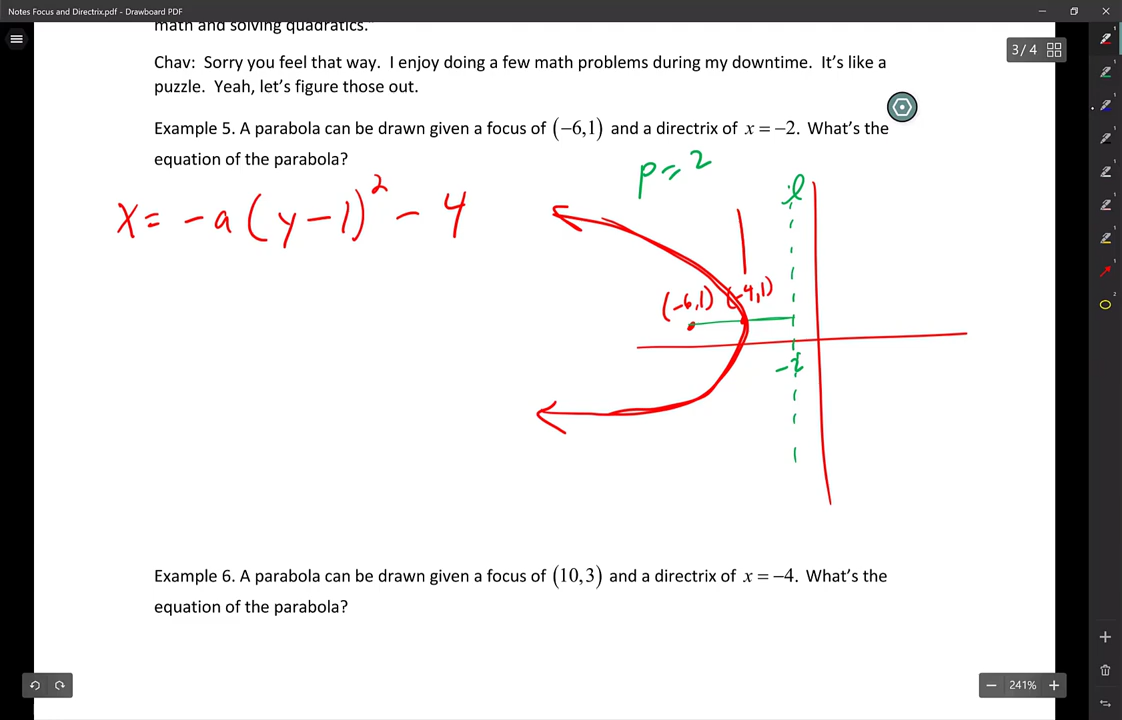 Notes Focus and Directrix.pdf - Drawboard PDF
math and solving quadratics.
3 / 4
Chav: Sorry you feel that way. I enjoy doing a few math problems during my downtime. It's like a
puzzle. Yeah, let's figure those out.
Example 5. A parabola can be drawn given a focus of (−6,1) and a directrix of x = −2. What's the
equation of the parabola?
p = 2
ℓ
x = - a (y - 1)² - 4
(-6,1) (-4,1)
-2
Example 6. A parabola can be drawn given a focus of (10,3) and a directrix of x = −4. What's the
equation of the parabola?
241%